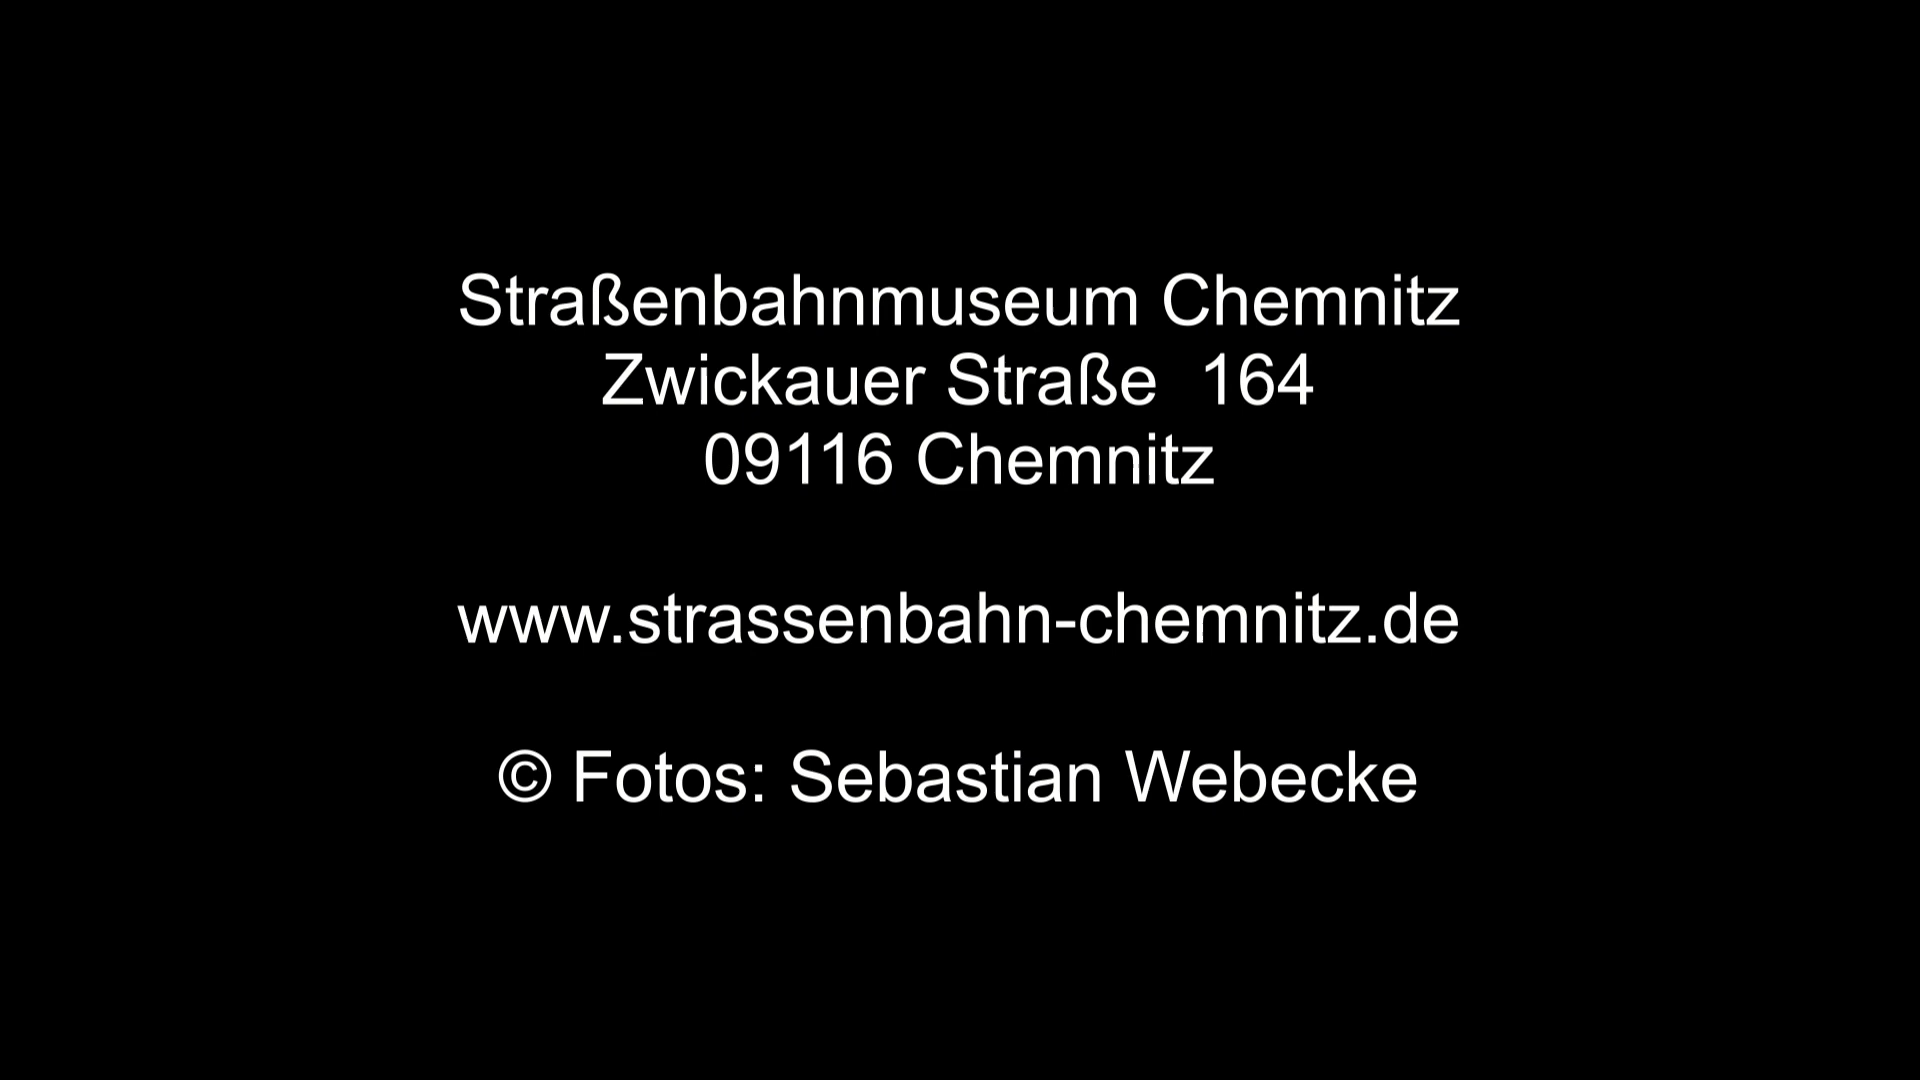 Straßenbahnmuseum Chemnitz
Zwickauer Straße  164
09116 Chemnitz
www.strassenbahn-chemnitz.de
© Fotos: Sebastian Webecke